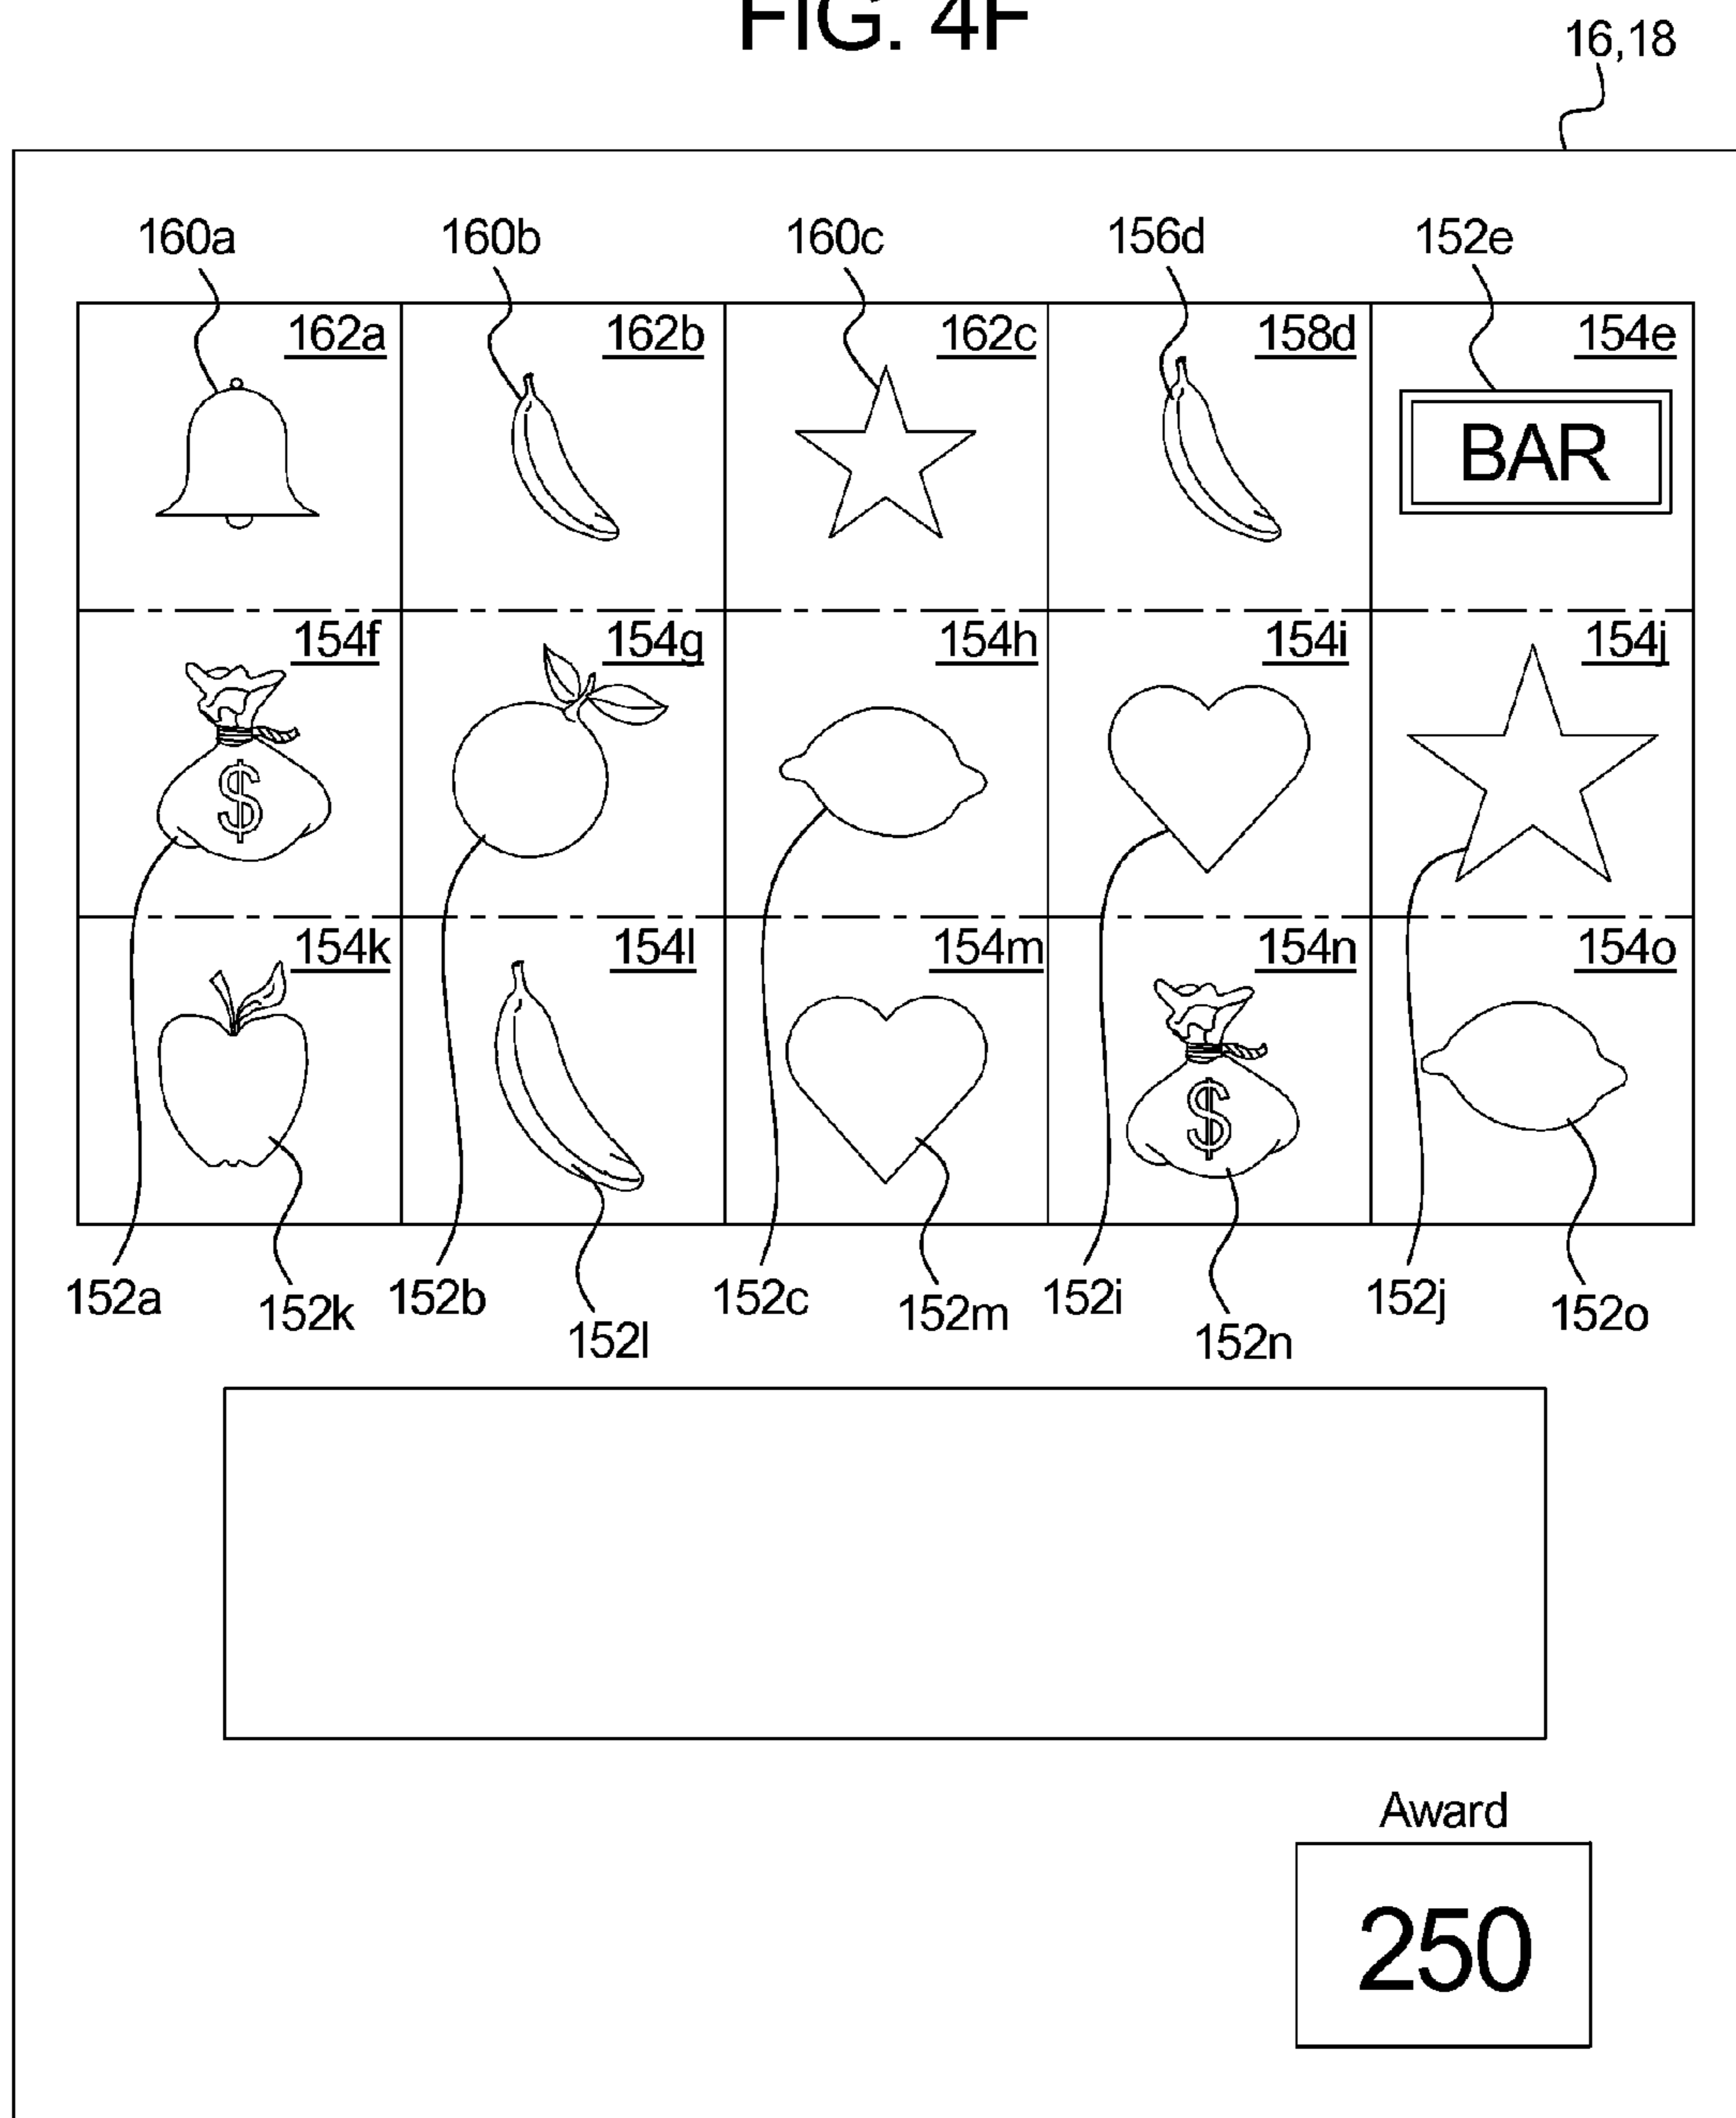 FIG. 4F
16,18
160a 160b 160c 156d 152e
162a 162b 162c 158d 154e
BAR
154f 154g 154h 154i 154j
$
154k 154l 154m 154n 154o
$
152a 152k 152b 152l 152c 152m 152i 152n 152j 152o
Award
250